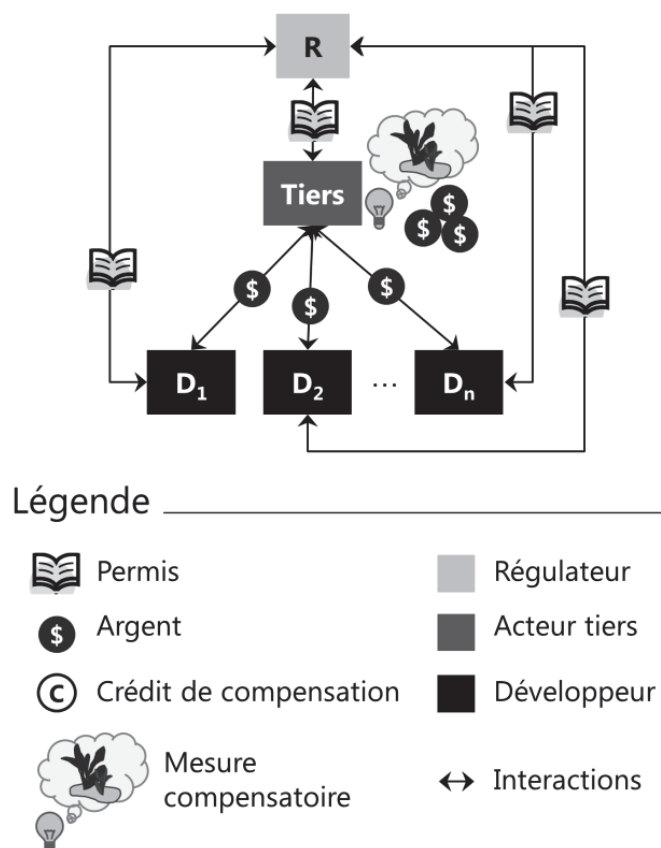 R
Tiers
$
$ $
$ $ $
D1 D2 ... Dn
Légende
Permis Régulateur
$ Argent Acteur tiers
C Crédit de compensation Développeur
Mesure
compensatoire Interactions